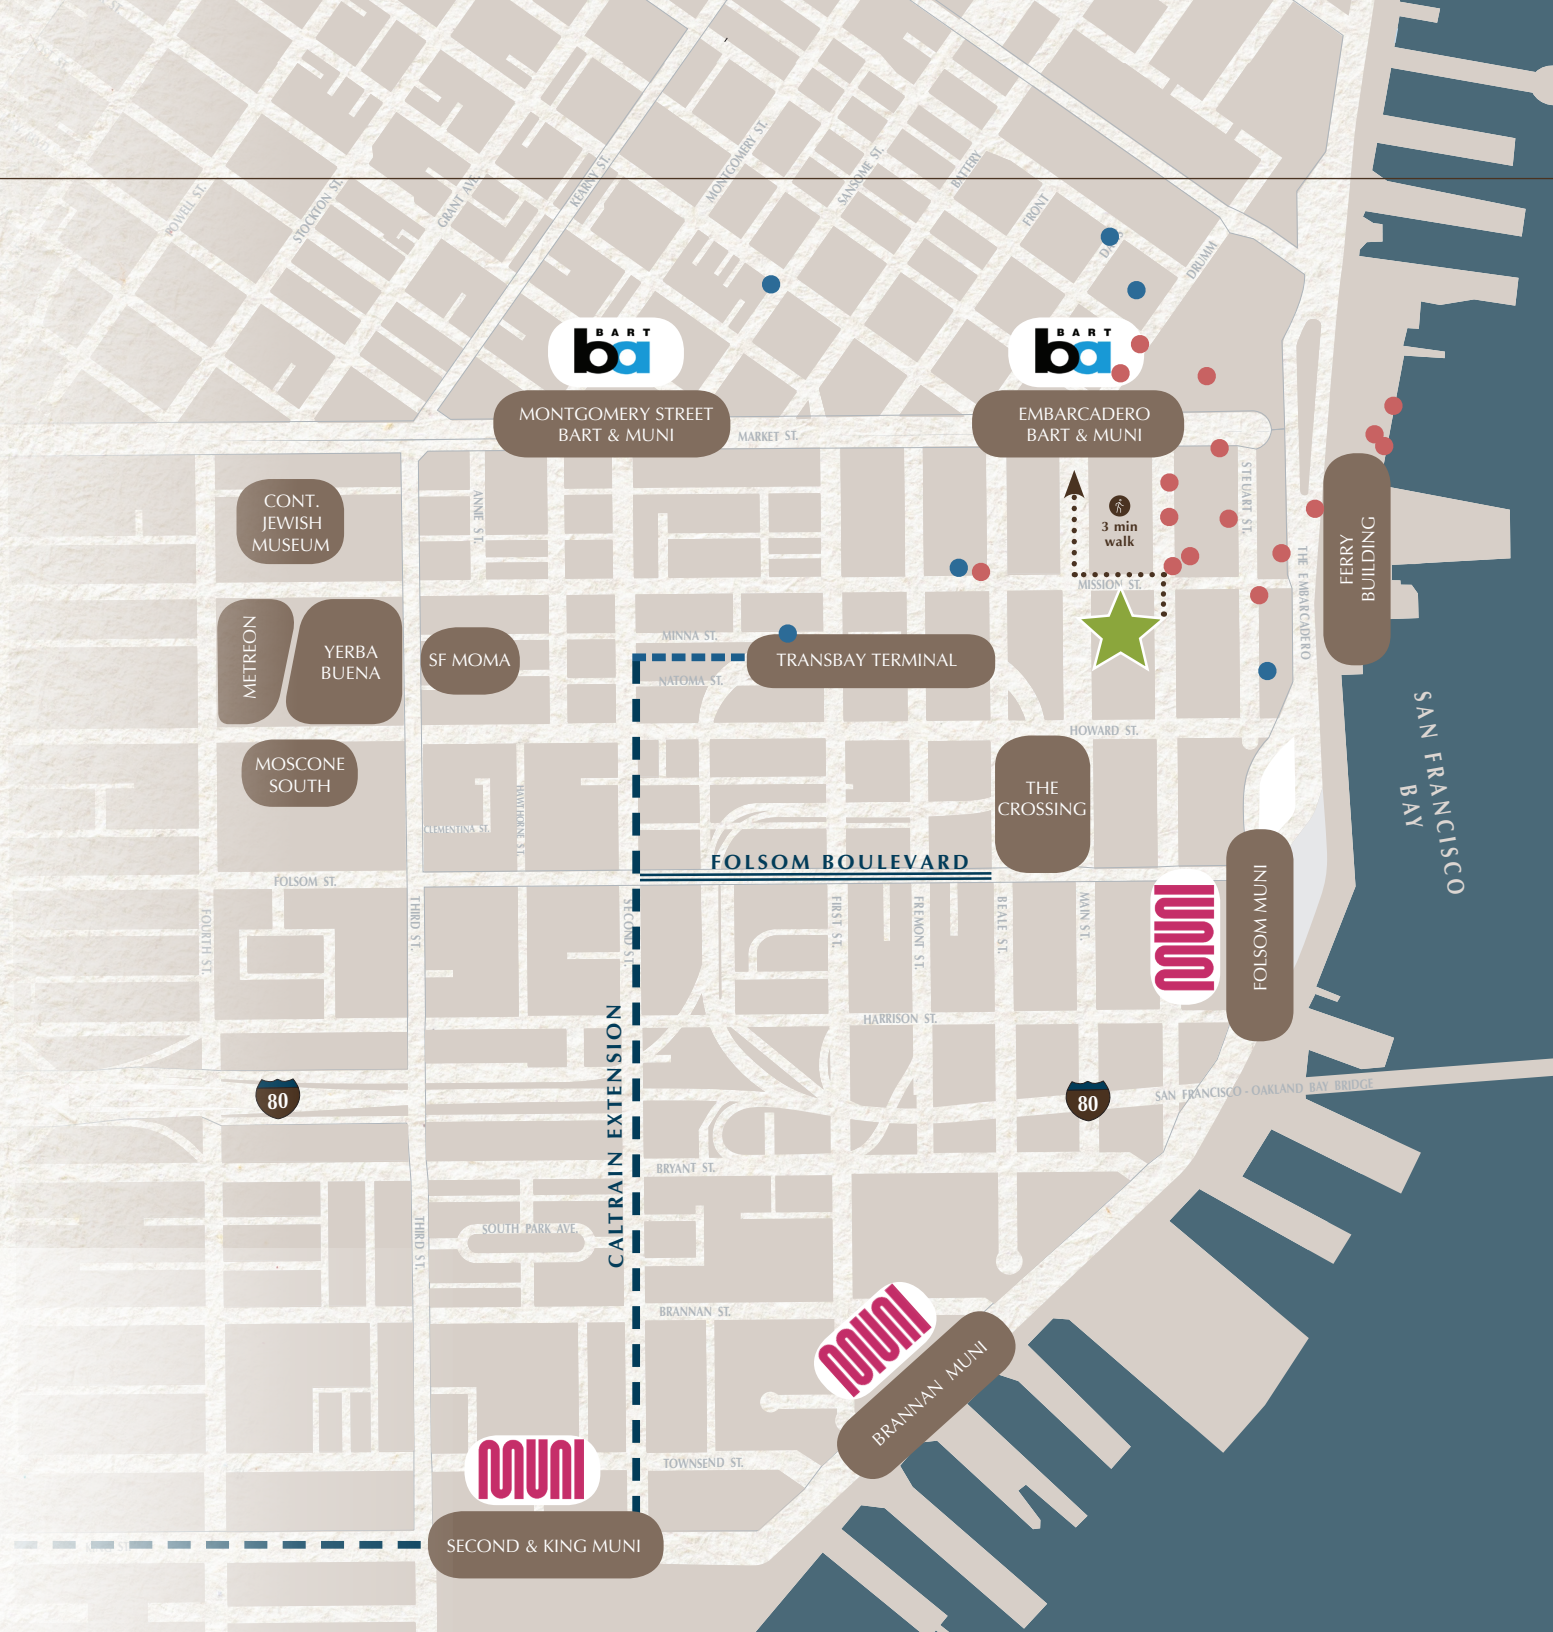 POWELL ST.
STOCKTON ST.
GRANT AVE.
KEARNY ST.
MONTGOMERY ST.
SANSOME ST.
BATTERY
FRONT
DRUMM
BART
ba
MONTGOMERY STREET
BART & MUNI
BART
ba
EMBARCADERO
BART & MUNI
MARKET ST.
CONT.
JEWISH
MUSEUM
ANNIE ST.
STEUART ST.
3 min
walk
FERRY
BUILDING
THE EMBARCADERO
MISSION ST.
METREON
YERBA
BUENA
SF MOMA
MINNA ST.
TRANSBAY TERMINAL
NATOMA ST.
HOWARD ST.
SAN FRANCISCO
BAY
MOSCONE
SOUTH
HAWTHORNE ST.
CLEMENTINA ST.
THE
CROSSING
FOLSOM BOULEVARD
FOLSOM ST.
FOLSOM MUNI
MUNI
FOURTH ST.
THIRD ST.
SECOND ST.
FIRST ST.
FREMONT ST.
BEALE ST.
MAIN ST.
HARRISON ST.
CALTRAIN EXTENSION
80
80
SAN FRANCISCO - OAKLAND BAY BRIDGE
BRYANT ST.
THIRD ST.
SOUTH PARK AVE.
BRANNAN ST.
MUNI
BRANNAN MUNI
TOWNSEND ST.
MUNI
SECOND & KING MUNI